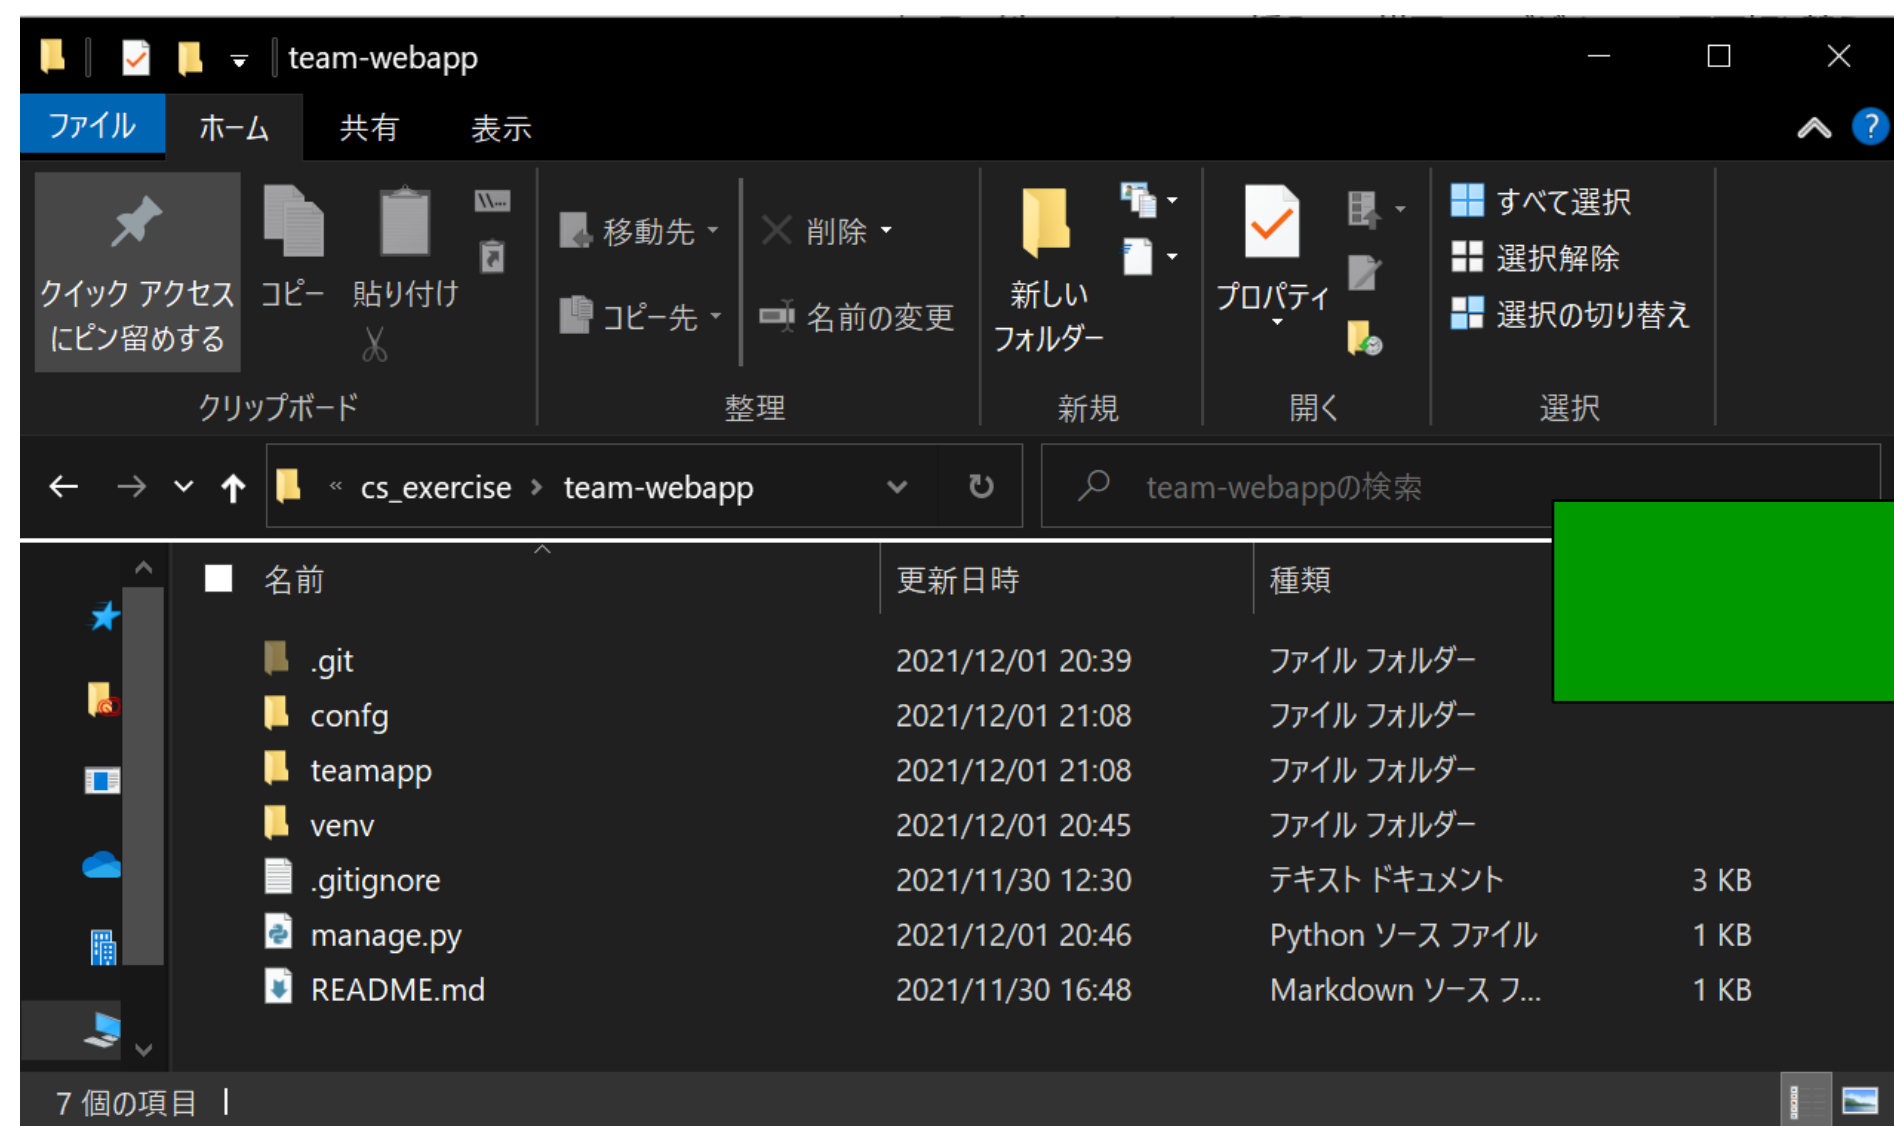 team-webapp
ファイル ホーム 共有 表示
クイック アクセス
にピン留めする
コピー
貼り付け
移動先
コピー先
削除
名前の変更
新しい
フォルダー
プロパティ
すべて選択
選択解除
選択の切り替え
クリップボード 整理 新規 開く 選択
« cs_exercise > team-webapp
team-webappの検索
名前 更新日時 種類
.git 2021/12/01 20:39 ファイル フォルダー
confg 2021/12/01 21:08 ファイル フォルダー
teamapp 2021/12/01 21:08 ファイル フォルダー
venv 2021/12/01 20:45 ファイル フォルダー
.gitignore 2021/11/30 12:30 テキスト ドキュメント 3 KB
manage.py 2021/12/01 20:46 Python ソース ファイル 1 KB
README.md 2021/11/30 16:48 Markdown ソース フ... 1 KB
7 個の項目